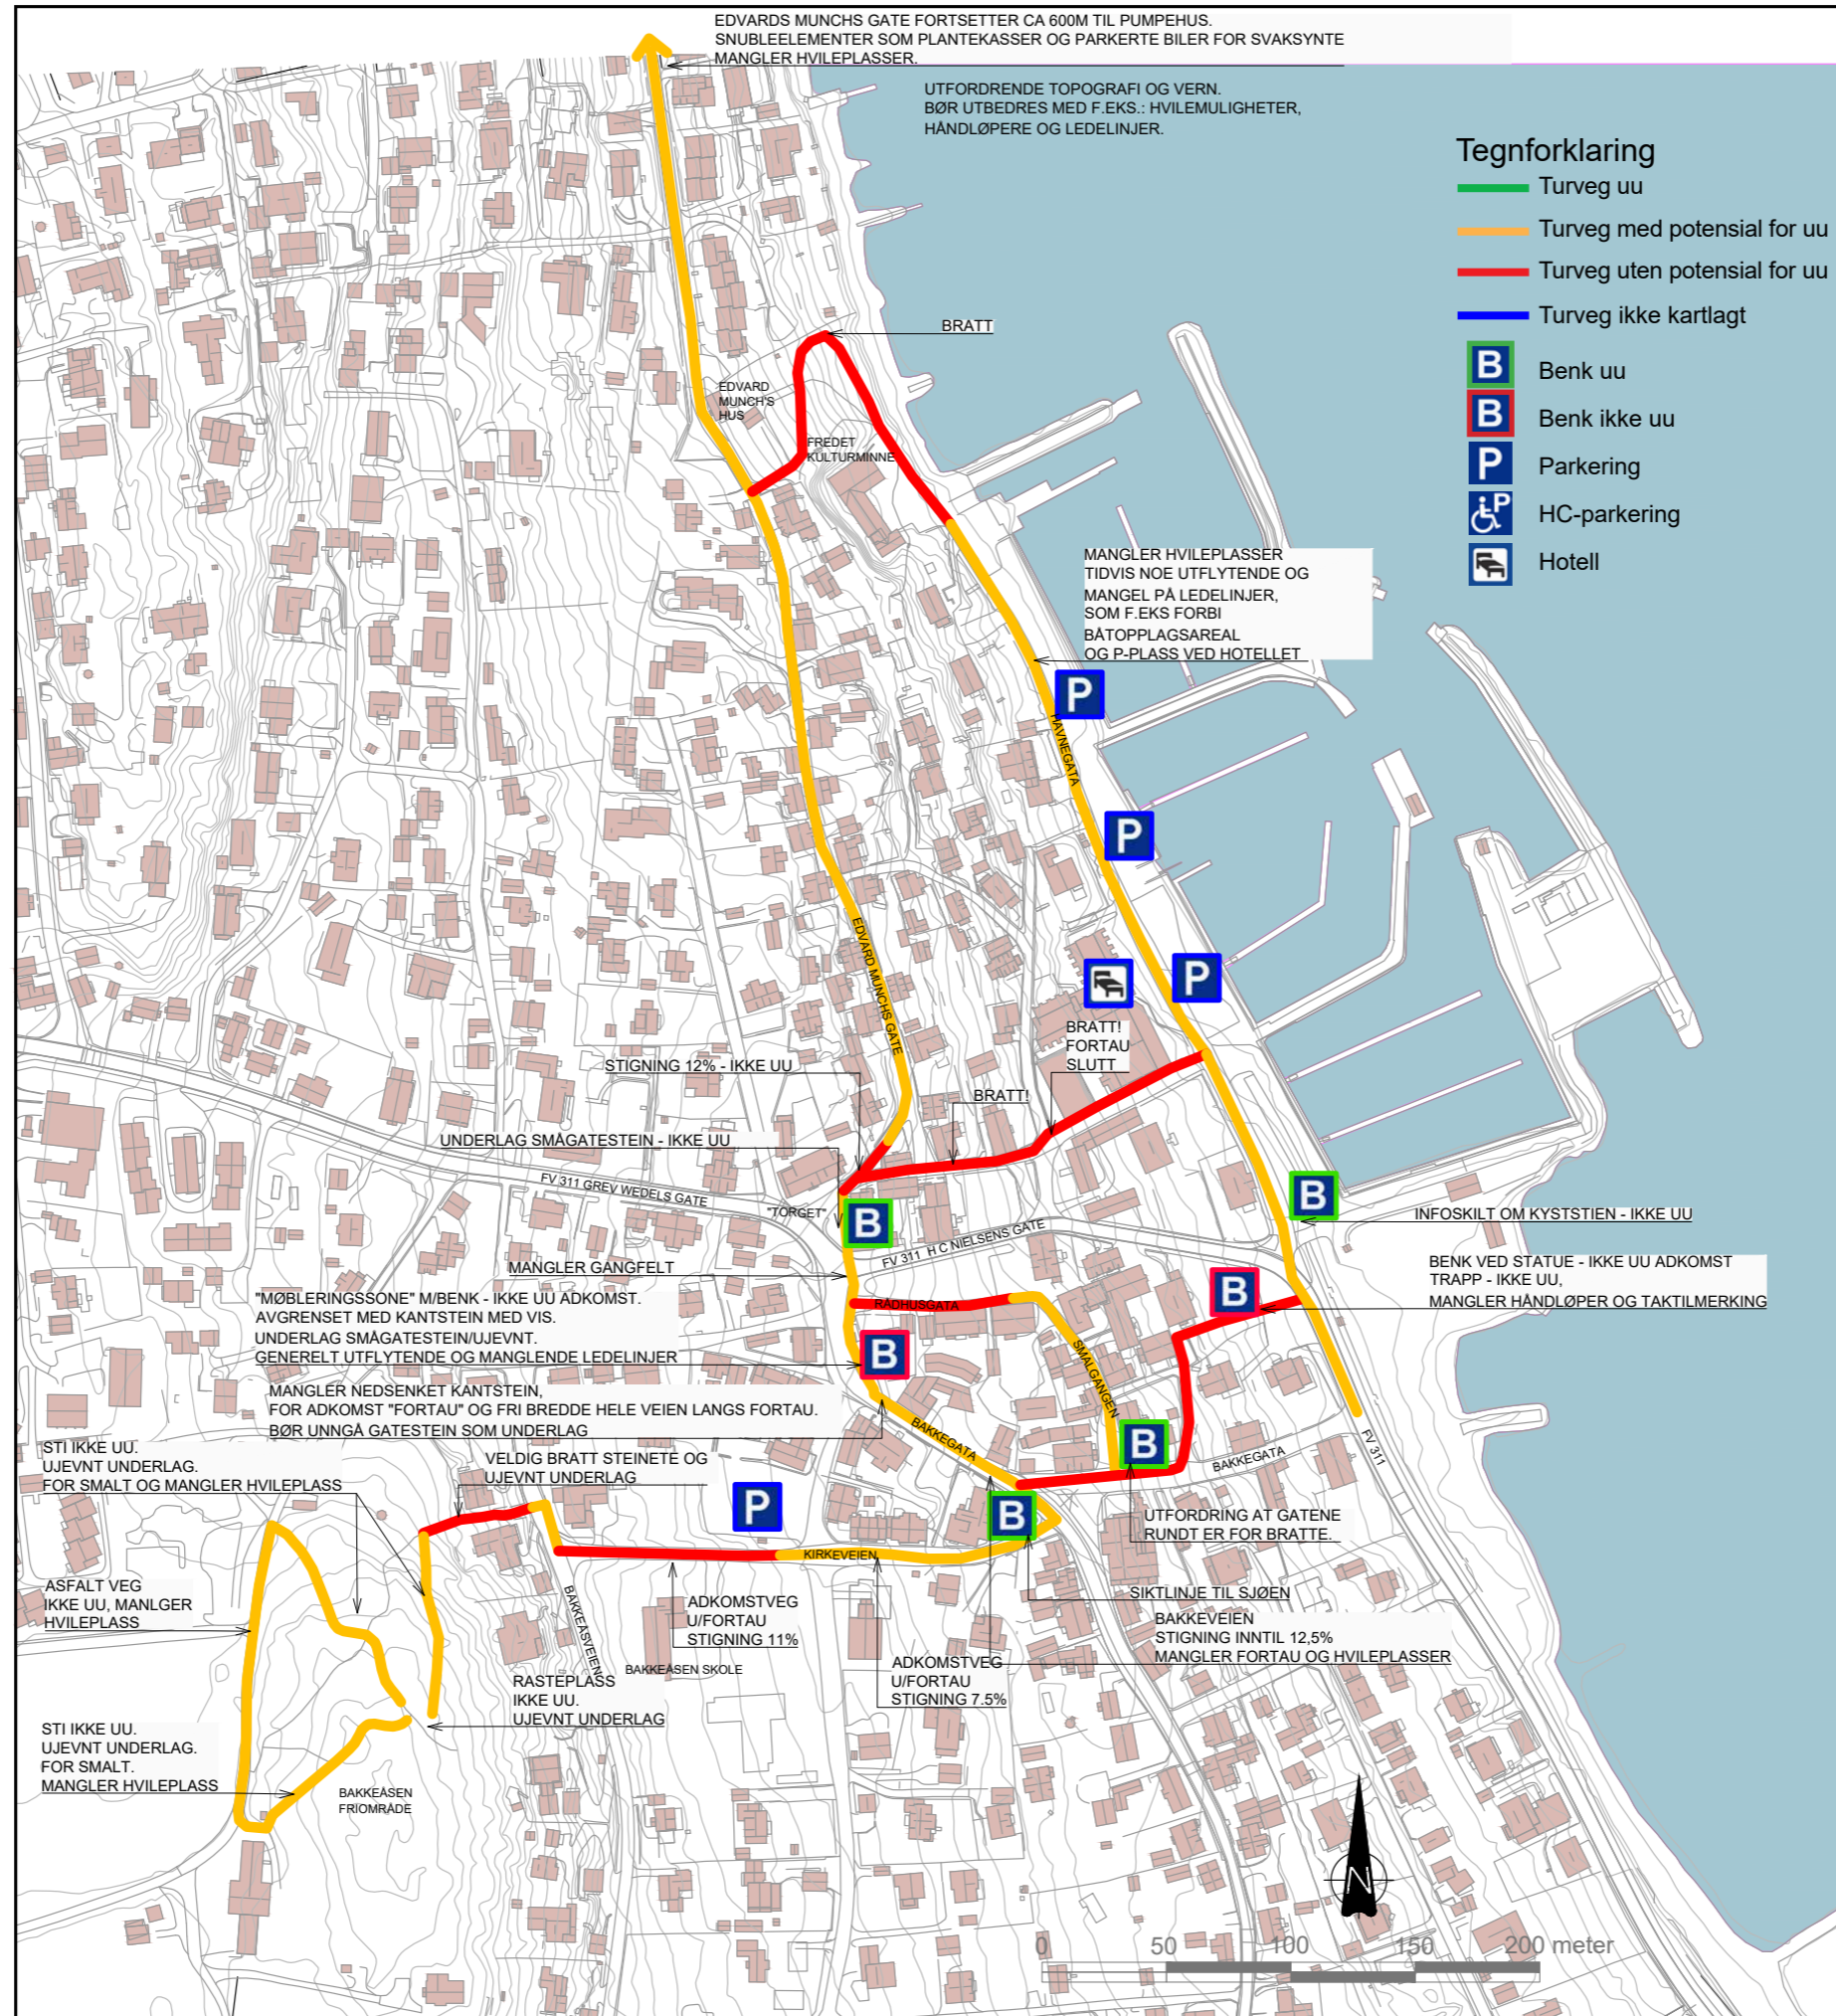 EDVARDS MUNCHS GATE FORTSETTER CA 600M TIL PUMPEHUS.
SNUBLEELEMENTER SOM PLANTEKASSER OG PARKERTE BILER FOR SVAKSYNTE
MANGLER HVILEPLASSER.
UTFORDRENDE TOPOGRAFI OG VERN.
BØR UTBEDRES MED F.EKS.: HVILEMULIGHETER,
HÅNDLØPERE OG LEDELINJER.
Tegnforklaring
Turveg uu
Turveg med potensial for uu
Turveg uten potensial for uu
Turveg ikke kartlagt
B Benk uu
B Benk ikke uu
P Parkering
P HC-parkering
Hotell
BRATT
EDVARD
MUNCH'S
HUS
FREDET
KULTURMINNE
MANGLER HVILEPLASSER
TIDVIS NOE UTFLYTENDE OG
MANGEL PÅ LEDELINJER,
SOM F.EKS FORBI
BÅTOPPLAGSAREAL
OG P-PLASS VED HOTELLET
P
HAVNEGATA
P
EDVARD MUNCHS GATE
P
BRATT!
FORTAU
SLUTT
STIGNING 12% - IKKE UU
BRATT!
UNDERLAG SMÅGATESTEIN - IKKE UU
FV 311 GREV WEDELS GATE
"TORGET"
B
B
INFOSKILT OM KYSTSTIEN - IKKE UU
FV 311 H C NIELSENS GATE
MANGLER GANGFELT
BENK VED STATUE - IKKE UU ADKOMST
TRAPP - IKKE UU,
MANGLER HÅNDLØPER OG TAKTILMERKING
B
"MØBLERINGSSONE" M/BENK - IKKE UU ADKOMST.
AVGRENSET MED KANTSTEIN MED VIS.
UNDERLAG SMÅGATESTEIN/UJEVNT.
GENERELT UTFLYTENDE OG MANGLENDE LEDELINJER
RÅDHUSGATA
B
SMALGANGEN
MANGLER NEDSENKET KANTSTEIN,
FOR ADKOMST "FORTAU" OG FRI BREDDE HELE VEIEN LANGS FORTAU.
BØR UNNGÅ GATESTEIN SOM UNDERLAG
BAKKEGATA
B
BAKKEGATA
FV 311
STI IKKE UU.
UJEVNT UNDERLAG.
FOR SMALT OG MANGLER HVILEPLASS
VELDIG BRATT STEINETE OG
UJEVNT UNDERLAG
P
B
UTFORDRING AT GATENE
RUNDT ER FOR BRATTE.
KIRKEVEIEN
ASFALT VEG
IKKE UU, MANLGER
HVILEPLASS
BAKKEÅSVEIEN
ADKOMSTVEG
U/FORTAU
STIGNING 11%
SIKTLINJE TIL SJØEN
BAKKEVEIEN
STIGNING INNTIL 12,5%
MANGLER FORTAU OG HVILEPLASSER
BAKKEÅSEN SKOLE
ADKOMSTVEG
U/FORTAU
STIGNING 7.5%
RASTEPLASS
IKKE UU.
UJEVNT UNDERLAG
STI IKKE UU.
UJEVNT UNDERLAG.
FOR SMALT.
MANGLER HVILEPLASS
BAKKEÅSEN
FRIOMRÅDE
N
0 50 100 150 200 meter